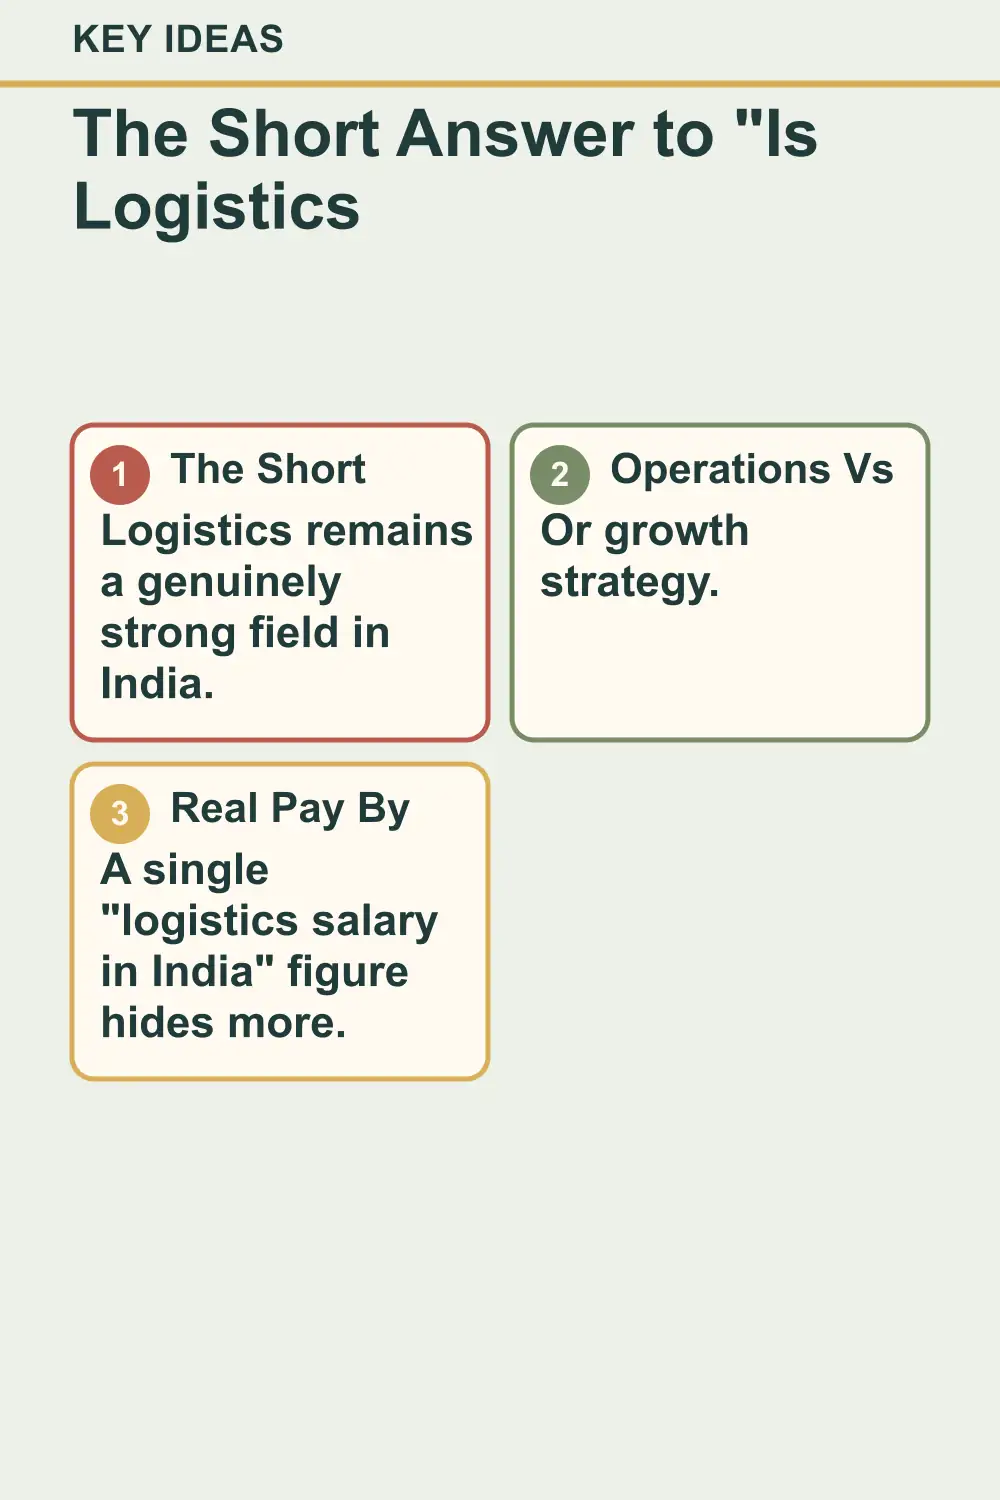 KEY IDEAS
The Short Answer to "Is
Logistics
1
The Short
Logistics remains
a genuinely
strong field in
India.
2
Operations Vs
Or growth
strategy.
3
Real Pay By
A single
"logistics salary
in India" figure
hides more.